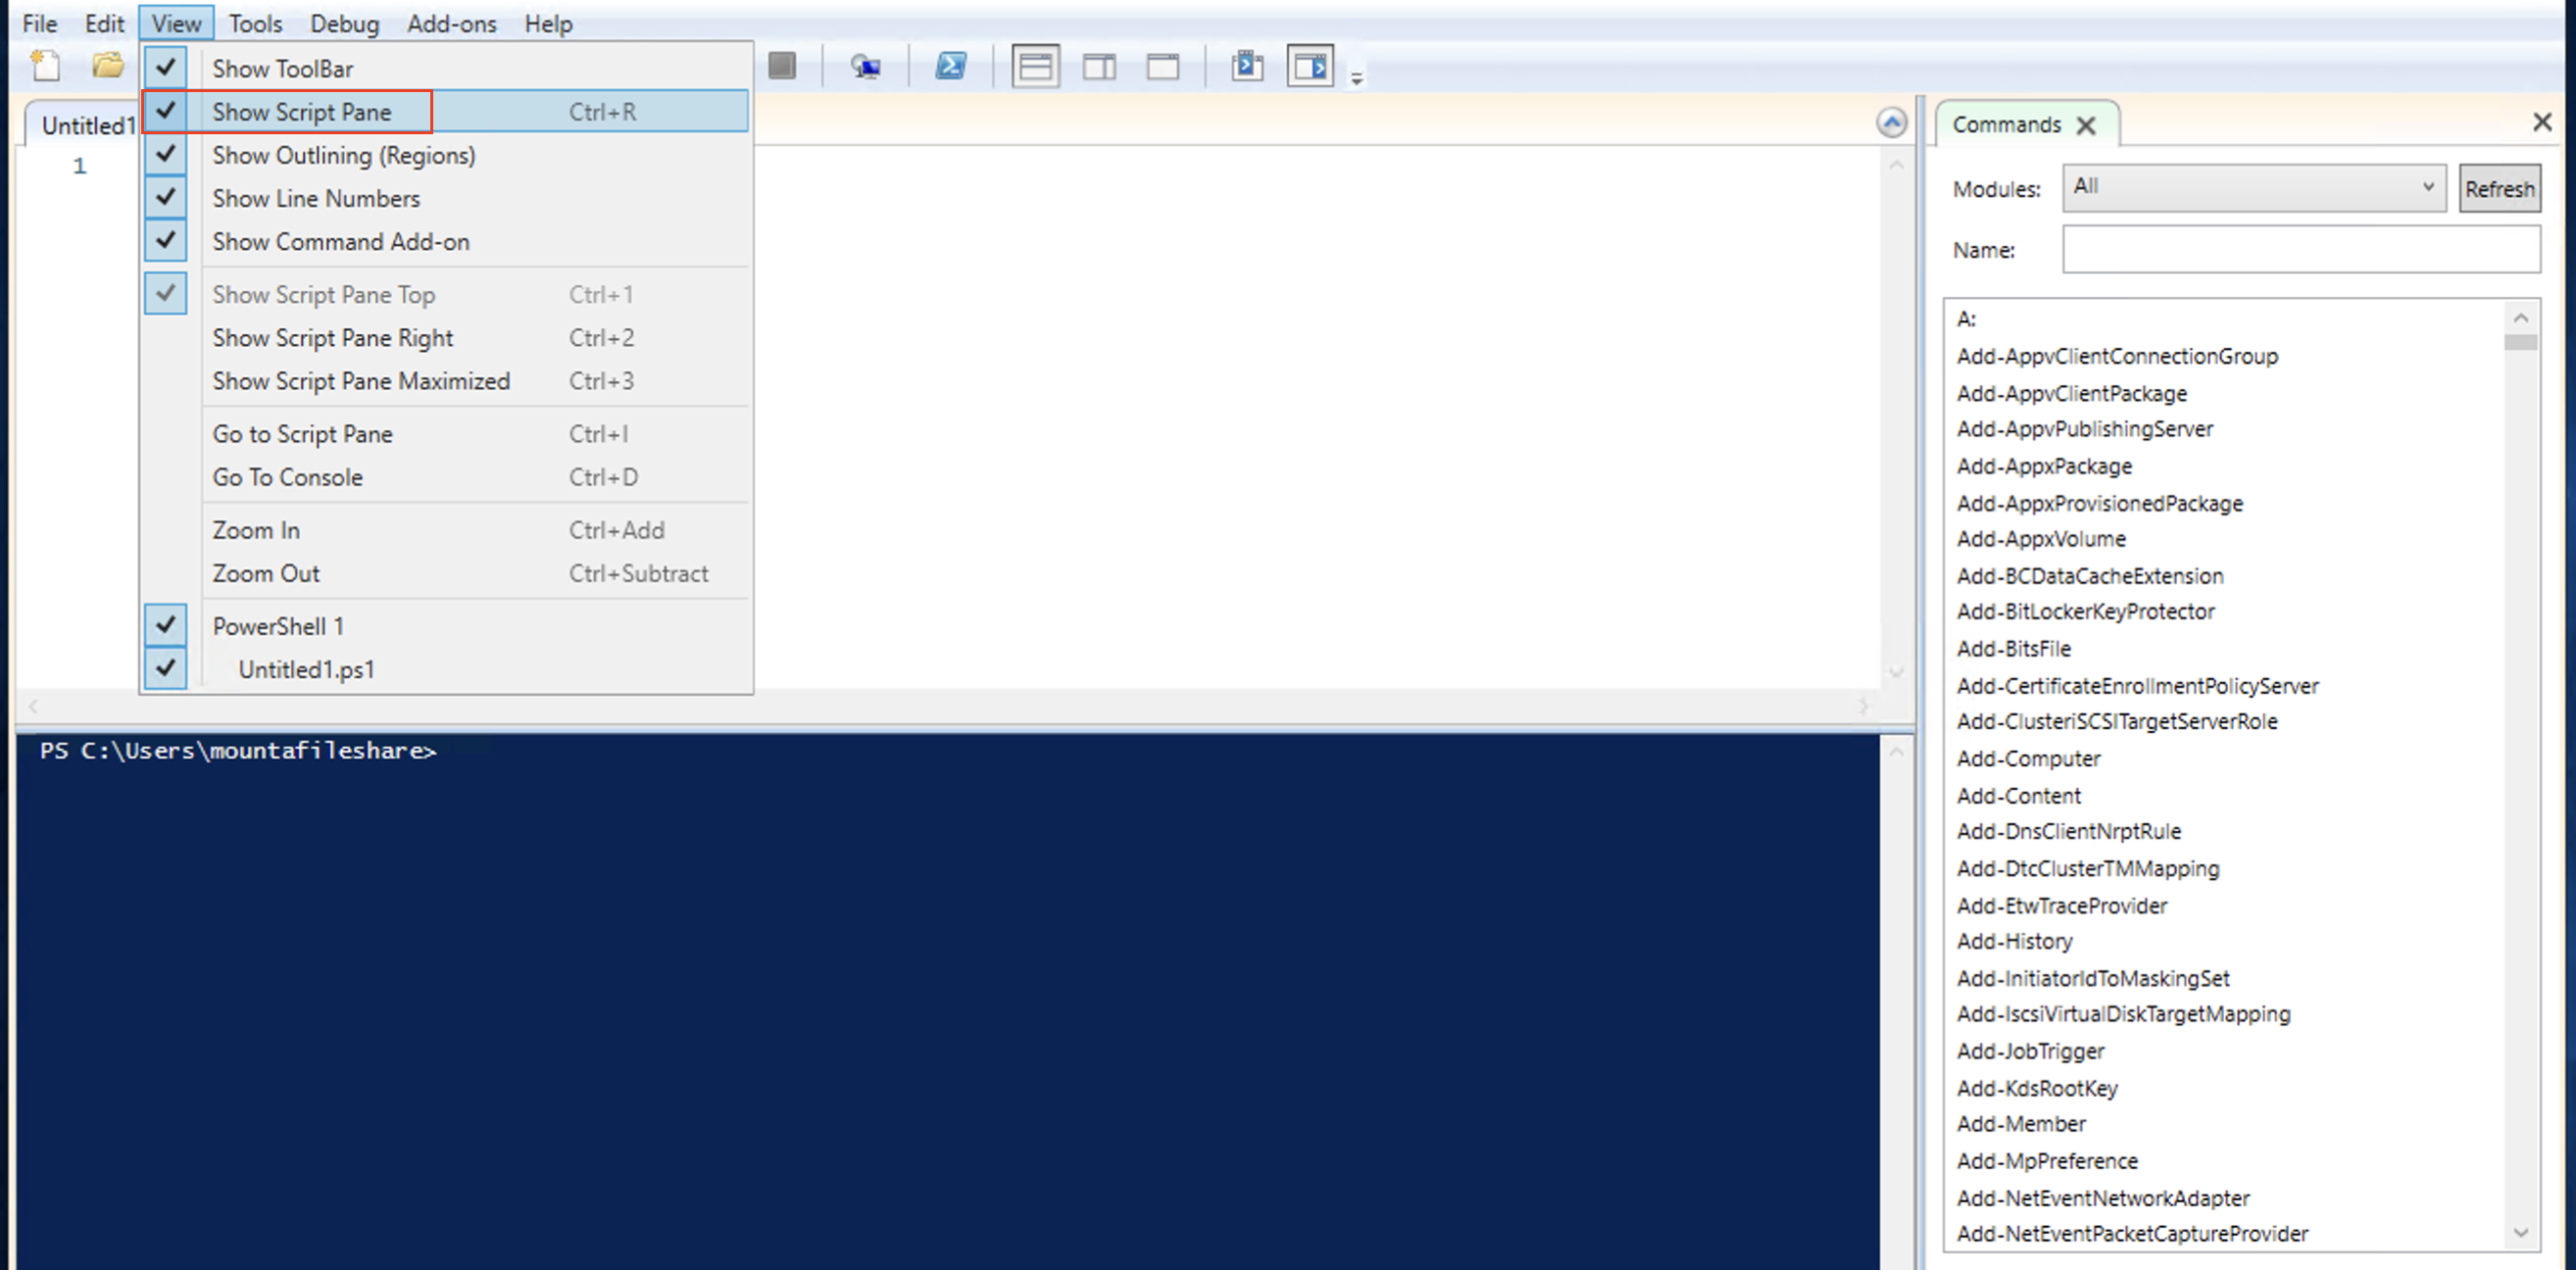 File Edit View Tools Debug Add-ons Help
Show ToolBar
Show Script Pane Ctrl+R
Show Outlining (Regions)
Show Line Numbers
Show Command Add-on
Show Script Pane Top Ctrl+1
Show Script Pane Right Ctrl+2
Show Script Pane Maximized Ctrl+3
Go to Script Pane Ctrl+I
Go To Console Ctrl+D
Zoom In Ctrl+Add
Zoom Out Ctrl+Subtract
PowerShell 1
Untitled1.ps1
Untitled1
1
PS C:\Users\mountafileshare>
Commands
Modules: All Refresh
Name:
A:
Add-AppvClientConnectionGroup
Add-AppvClientPackage
Add-AppvPublishingServer
Add-AppxPackage
Add-AppxProvisionedPackage
Add-AppxVolume
Add-BCDataCacheExtension
Add-BitLockerKeyProtector
Add-BitsFile
Add-CertificateEnrollmentPolicyServer
Add-ClusteriSCSITargetServerRole
Add-Computer
Add-Content
Add-DnsClientNrptRule
Add-DtcClusterTMMapping
Add-EtwTraceProvider
Add-History
Add-InitiatorIdToMaskingSet
Add-IscsiVirtualDiskTargetMapping
Add-JobTrigger
Add-KdsRootKey
Add-Member
Add-MpPreference
Add-NetEventNetworkAdapter
Add-NetEventPacketCaptureProvider